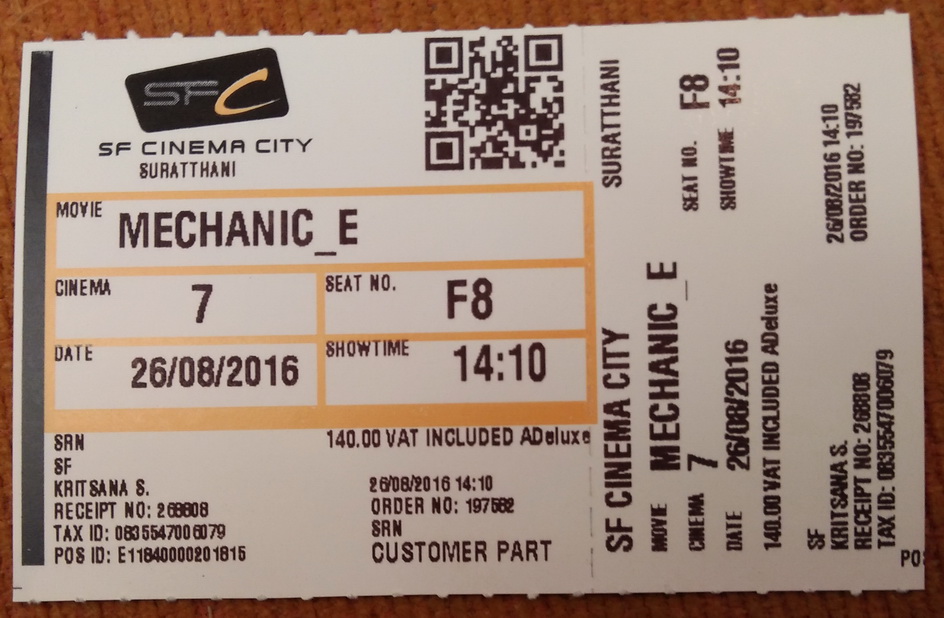 SFC
SF CINEMA CITY
SURATTHANI
MOVIE
MECHANIC_E
CINEMA
7
SEAT NO.
F8
DATE
26/08/2016
SHOWTIME
14:10
SRN
140.00 VAT INCLUDED ADeluxe
SF
KRITSANA S.
RECEIPT NO: 268808
TAX ID: 0835547006079
POS ID: E11840000201815
26/08/2016 14:10
ORDER NO: 197582
SRN
CUSTOMER PART
SF CINEMA CITY SURATTHANI
MOVIE MECHANIC_E
CINEMA 7 SEAT NO. F8
DATE 26/08/2016 SHOWTIME 14:10
140.00 VAT INCLUDED ADeluxe
SF
KRITSANA S. 26/08/2016 14:10
RECEIPT NO: 268808 ORDER NO: 197582
TAX ID: 0835547006079